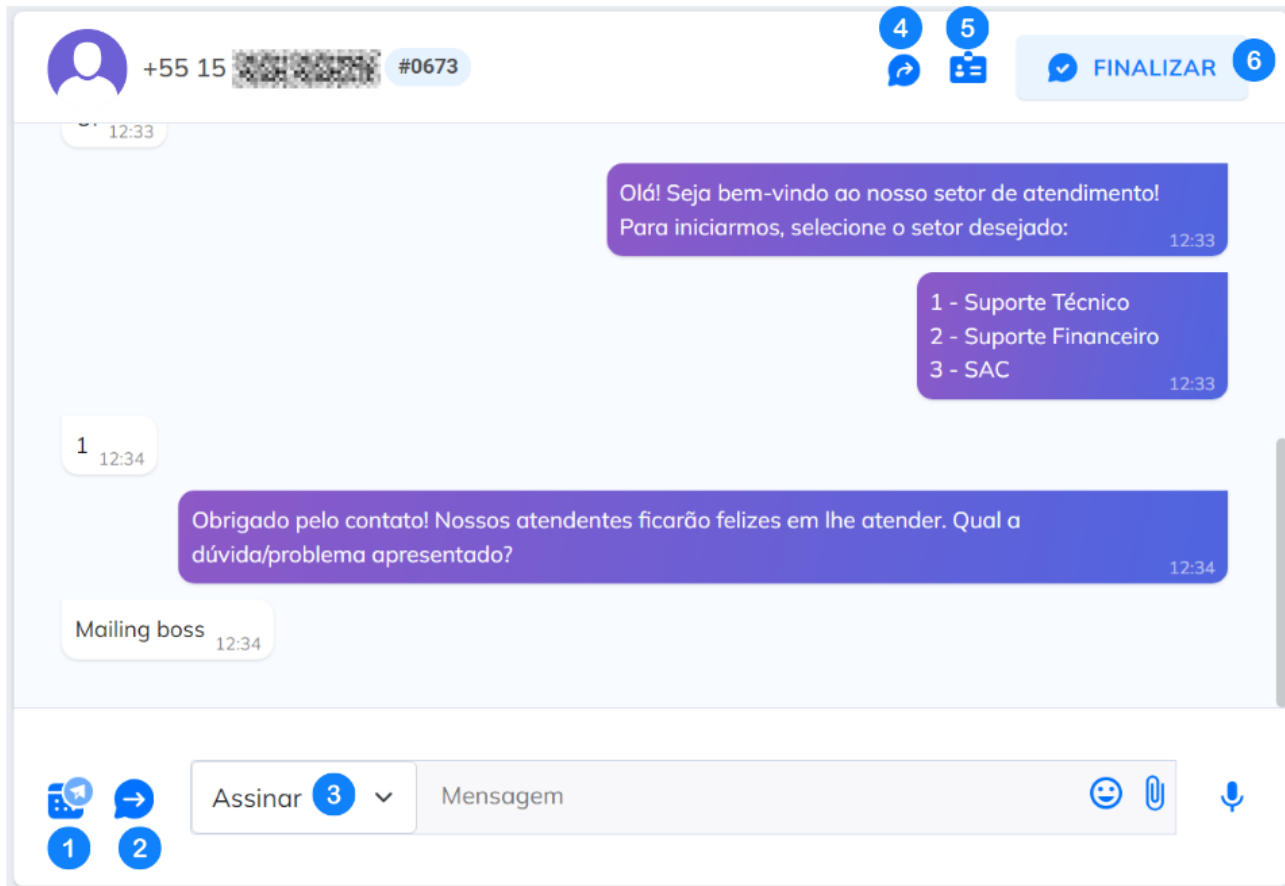 4 5
+55 15 #0673 FINALIZAR 6
12:33
Olá! Seja bem-vindo ao nosso setor de atendimento!
Para iniciarmos, selecione o setor desejado:
12:33
1 - Suporte Técnico
2 - Suporte Financeiro
3 - SAC
12:33
1 12:34
Obrigado pelo contato! Nossos atendentes ficarão felizes em lhe atender. Qual a
dúvida/problema apresentado?
12:34
Mailing boss 12:34
Assinar 3 Mensagem
1 2